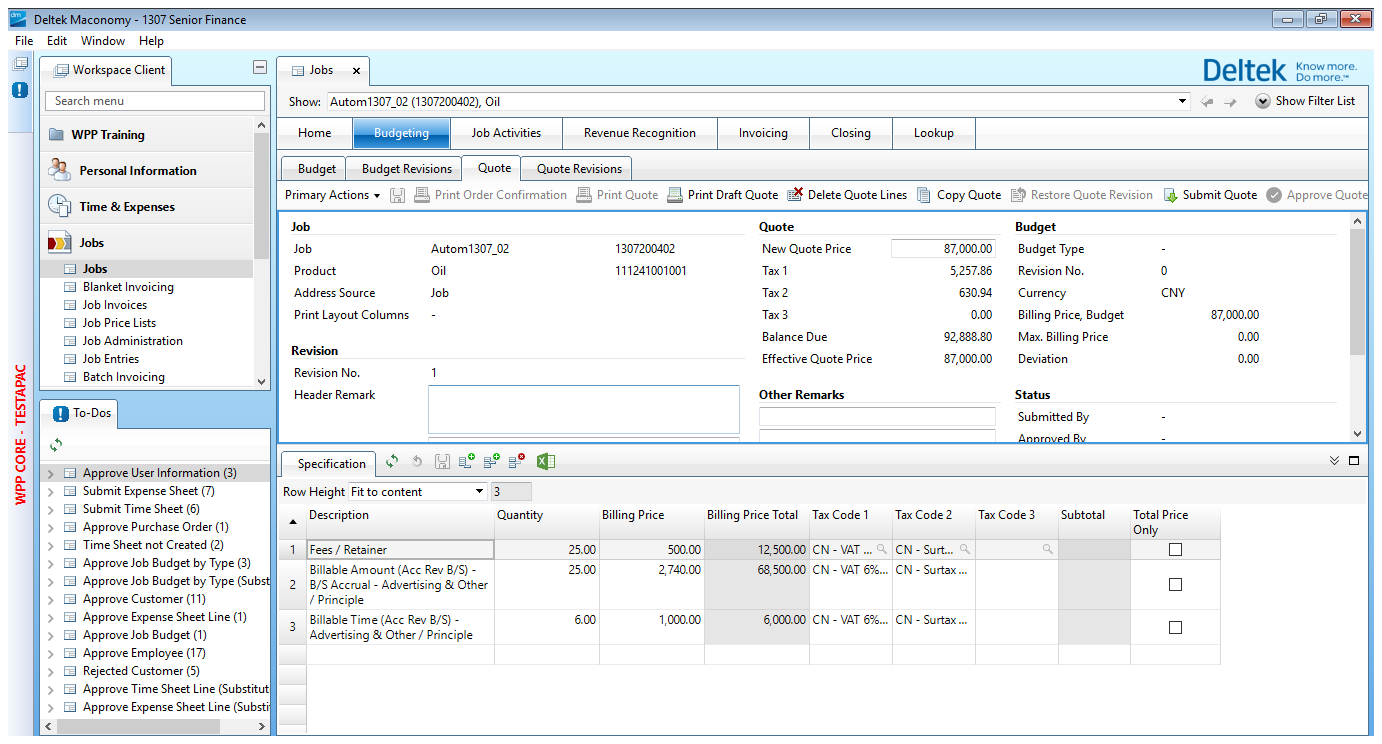 Deltek Maconomy - 1307 Senior Finance
File Edit Window Help
Workspace Client
Search menu
WPP Training
Personal Information
Time & Expenses
Jobs
Jobs
Blanket Invoicing
Job Invoices
Job Price Lists
Job Administration
Job Entries
Batch Invoicing
WPP CORE - TESTAPAC
To-Dos
Approve User Information (3)
Submit Expense Sheet (7)
Submit Time Sheet (6)
Approve Purchase Order (1)
Time Sheet not Created (2)
Approve Job Budget by Type (3)
Approve Job Budget by Type (Subst
Approve Customer (11)
Approve Expense Sheet Line (1)
Approve Job Budget (1)
Approve Employee (17)
Rejected Customer (5)
Approve Time Sheet Line (Substitut
Approve Expense Sheet Line (Substi
Jobs
Deltek Know more. Do more.™
Show: Autom1307_02 (1307200402), Oil Show Filter List
Home Budgeting Job Activities Revenue Recognition Invoicing Closing Lookup
Budget Budget Revisions Quote Quote Revisions
Primary Actions Print Order Confirmation Print Quote Print Draft Quote Delete Quote Lines Copy Quote Restore Quote Revision Submit Quote Approve Quote
Job Quote Budget
Job Autom1307_02 1307200402 New Quote Price 87,000.00 Budget Type -
Product Oil 111241001001 Tax 1 5,257.86 Revision No. 0
Address Source Job Tax 2 630.94 Currency CNY
Print Layout Columns - Tax 3 0.00 Billing Price, Budget 87,000.00
Balance Due 92,888.80 Max. Billing Price 0.00
Revision Effective Quote Price 87,000.00 Deviation 0.00
Revision No. 1
Header Remark Other Remarks Status
Submitted By -
Approved By -
Specification
Row Height Fit to content 3
Description Quantity Billing Price Billing Price Total Tax Code 1 Tax Code 2 Tax Code 3 Subtotal Total Price
Only
1 Fees / Retainer 25.00 500.00 12,500.00 CN - VAT ... CN - Surt...
2 Billable Amount (Acc Rev B/S) - 25.00 2,740.00 68,500.00 CN - VAT 6%... CN - Surtax ...
B/S Accrual - Advertising & Other
/ Principle
3 Billable Time (Acc Rev B/S) - 6.00 1,000.00 6,000.00 CN - VAT 6%... CN - Surtax ...
Advertising & Other / Principle